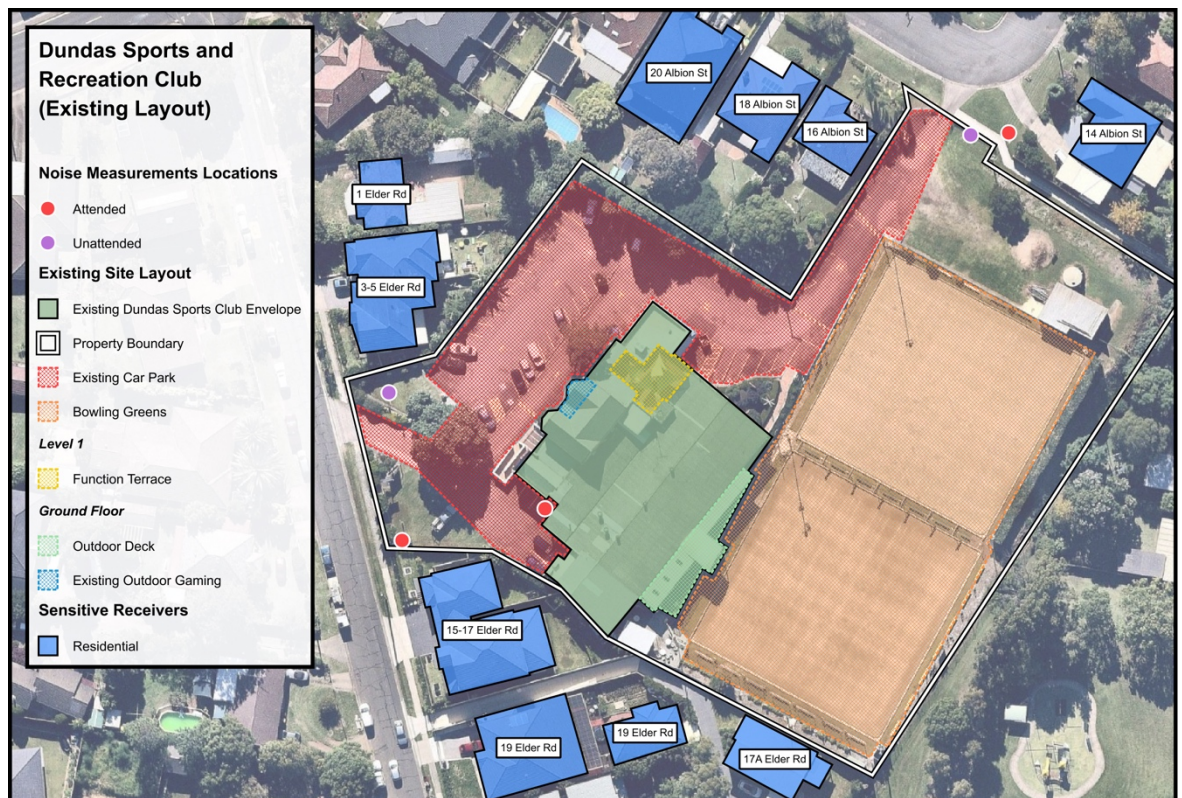 Dundas Sports and
Recreation Club
(Existing Layout)
Noise Measurements Locations
Attended
Unattended
Existing Site Layout
Existing Dundas Sports Club Envelope
Property Boundary
Existing Car Park
Bowling Greens
Level 1
Function Terrace
Ground Floor
Outdoor Deck
Existing Outdoor Gaming
Sensitive Receivers
Residential
20 Albion St
18 Albion St
16 Albion St
14 Albion St
1 Elder Rd
3-5 Elder Rd
15-17 Elder Rd
19 Elder Rd
19 Elder Rd
17A Elder Rd